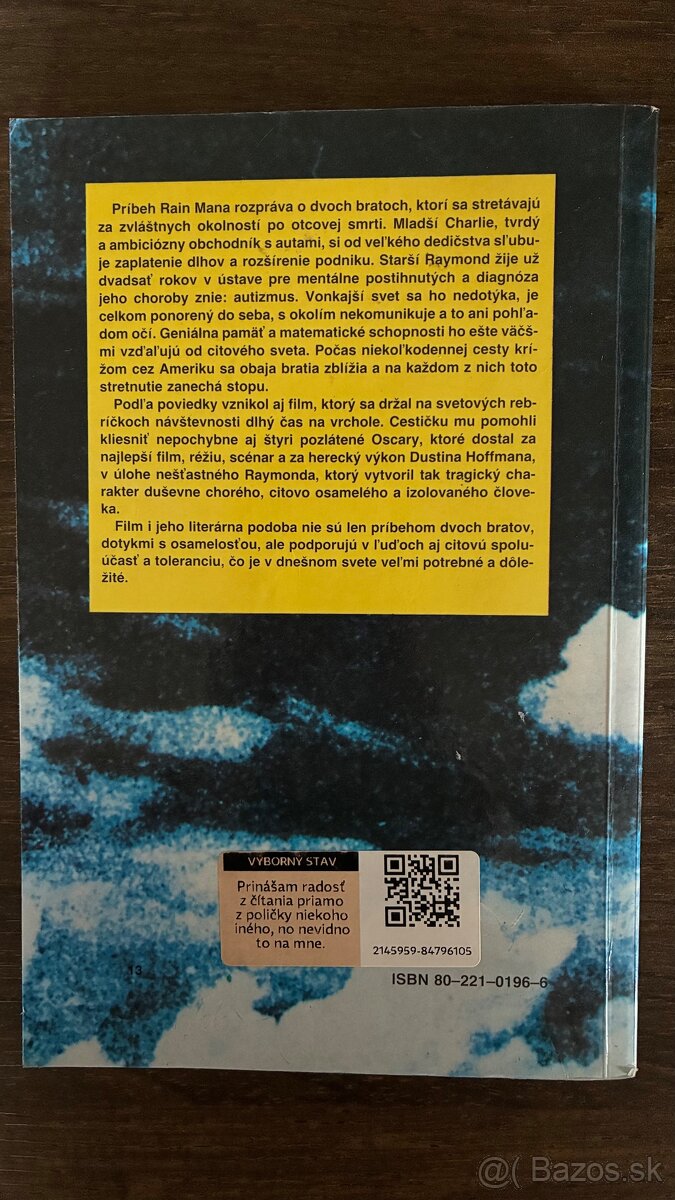 Príbeh Rain Mana rozpráva o dvoch bratoch, ktorí sa stretávajú
za zvláštnych okolností po otcovej smrti. Mladší Charlie, tvrdý
a ambiciózny obchodník s autami, si od veľkého dedičstva sľubu-
je zaplatenie dlhov a rozšírenie podniku. Starší Raymond žije už
dvadsať rokov v ústave pre mentálne postihnutých a diagnóza
jeho choroby znie: autizmus. Vonkajší svet sa ho nedotýka, je
celkom ponorený do seba, s okolím nekomunikuje a to ani pohľa-
dom očí. Geniálna pamäť a matematické schopnosti ho ešte väčš-
mi vzďaľujú od citového sveta. Počas niekoľkodennej cesty krí-
žom cez Ameriku sa obaja bratia zblížia a na každom z nich toto
stretnutie zanechá stopu.
Podľa poviedky vznikol aj film, ktorý sa držal na svetových reb-
ríčkoch návštevnosti dlhý čas na vrchole. Cestičku mu pomohli
kliesniť nepochybne aj štyri pozlátené Oscary, ktoré dostal za
najlepší film, réžiu, scénar a za herecký výkon Dustina Hoffmana,
v úlohe nešťastného Raymonda, ktorý vytvoril tak tragický cha-
rakter duševne chorého, citovo osamelého a izolovaného člove-
ka.
Film i jeho literárna podoba nie sú len príbehom dvoch bratov,
dotykmi s osamelosťou, ale podporujú v ľuďoch aj citovú spolu-
účasť a toleranciu, čo je v dnešnom svete veľmi potrebné a dôle-
žité.
VÝBORNÝ STAV
Prinášam radosť
z čítania priamo
z poličky niekoho
iného, no nevidno
to na mne.
2145959-84796105
13
ISBN 80–221–0196–6
@( Bazos.sk